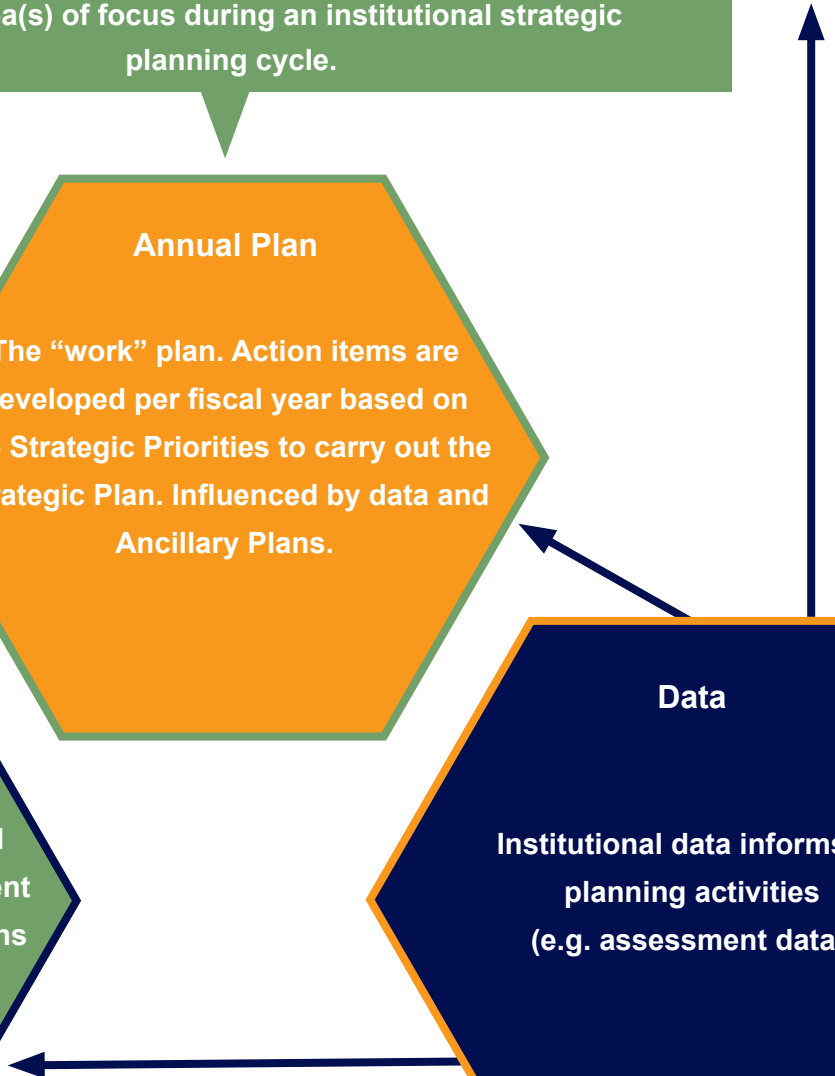 a(s) of focus during an institutional strategic
planning cycle.
Annual Plan
The “work” plan. Action items are
eveloped per fiscal year based on
Strategic Priorities to carry out the
rategic Plan. Influenced by data and
Ancillary Plans.
Data
Institutional data informs
planning activities
(e.g. assessment data
ent
ns